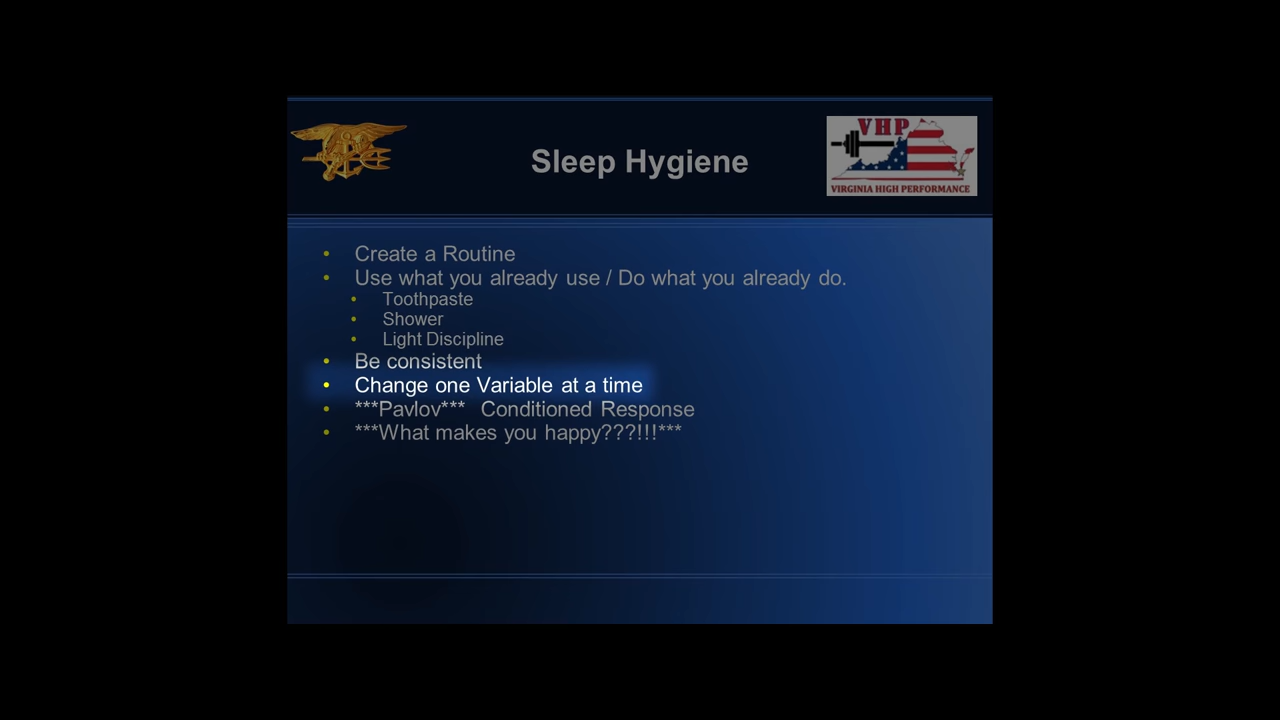 VHP
VIRGINIA HIGH PERFORMANCE
Sleep Hygiene
• Create a Routine
• Use what you already use / Do what you already do.
• Toothpaste
• Shower
• Light Discipline
• Be consistent
• Change one Variable at a time
• ***Pavlov*** Conditioned Response
• ***What makes you happy???!!!***